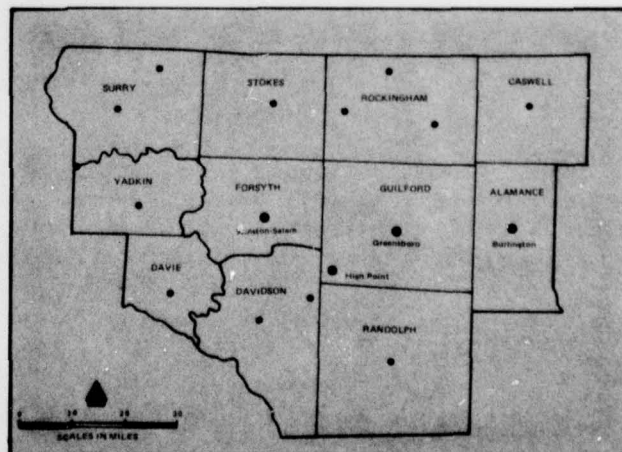 SURRY
STOKES
ROCKINGHAM
CASWELL
YADKIN
FORSYTH
GUILFORD
ALAMANCE
Winston-Salem
Greensboro
Burlington
DAVIE
DAVIDSON
High Point
RANDOLPH
0 10 20 30
SCALES IN MILES